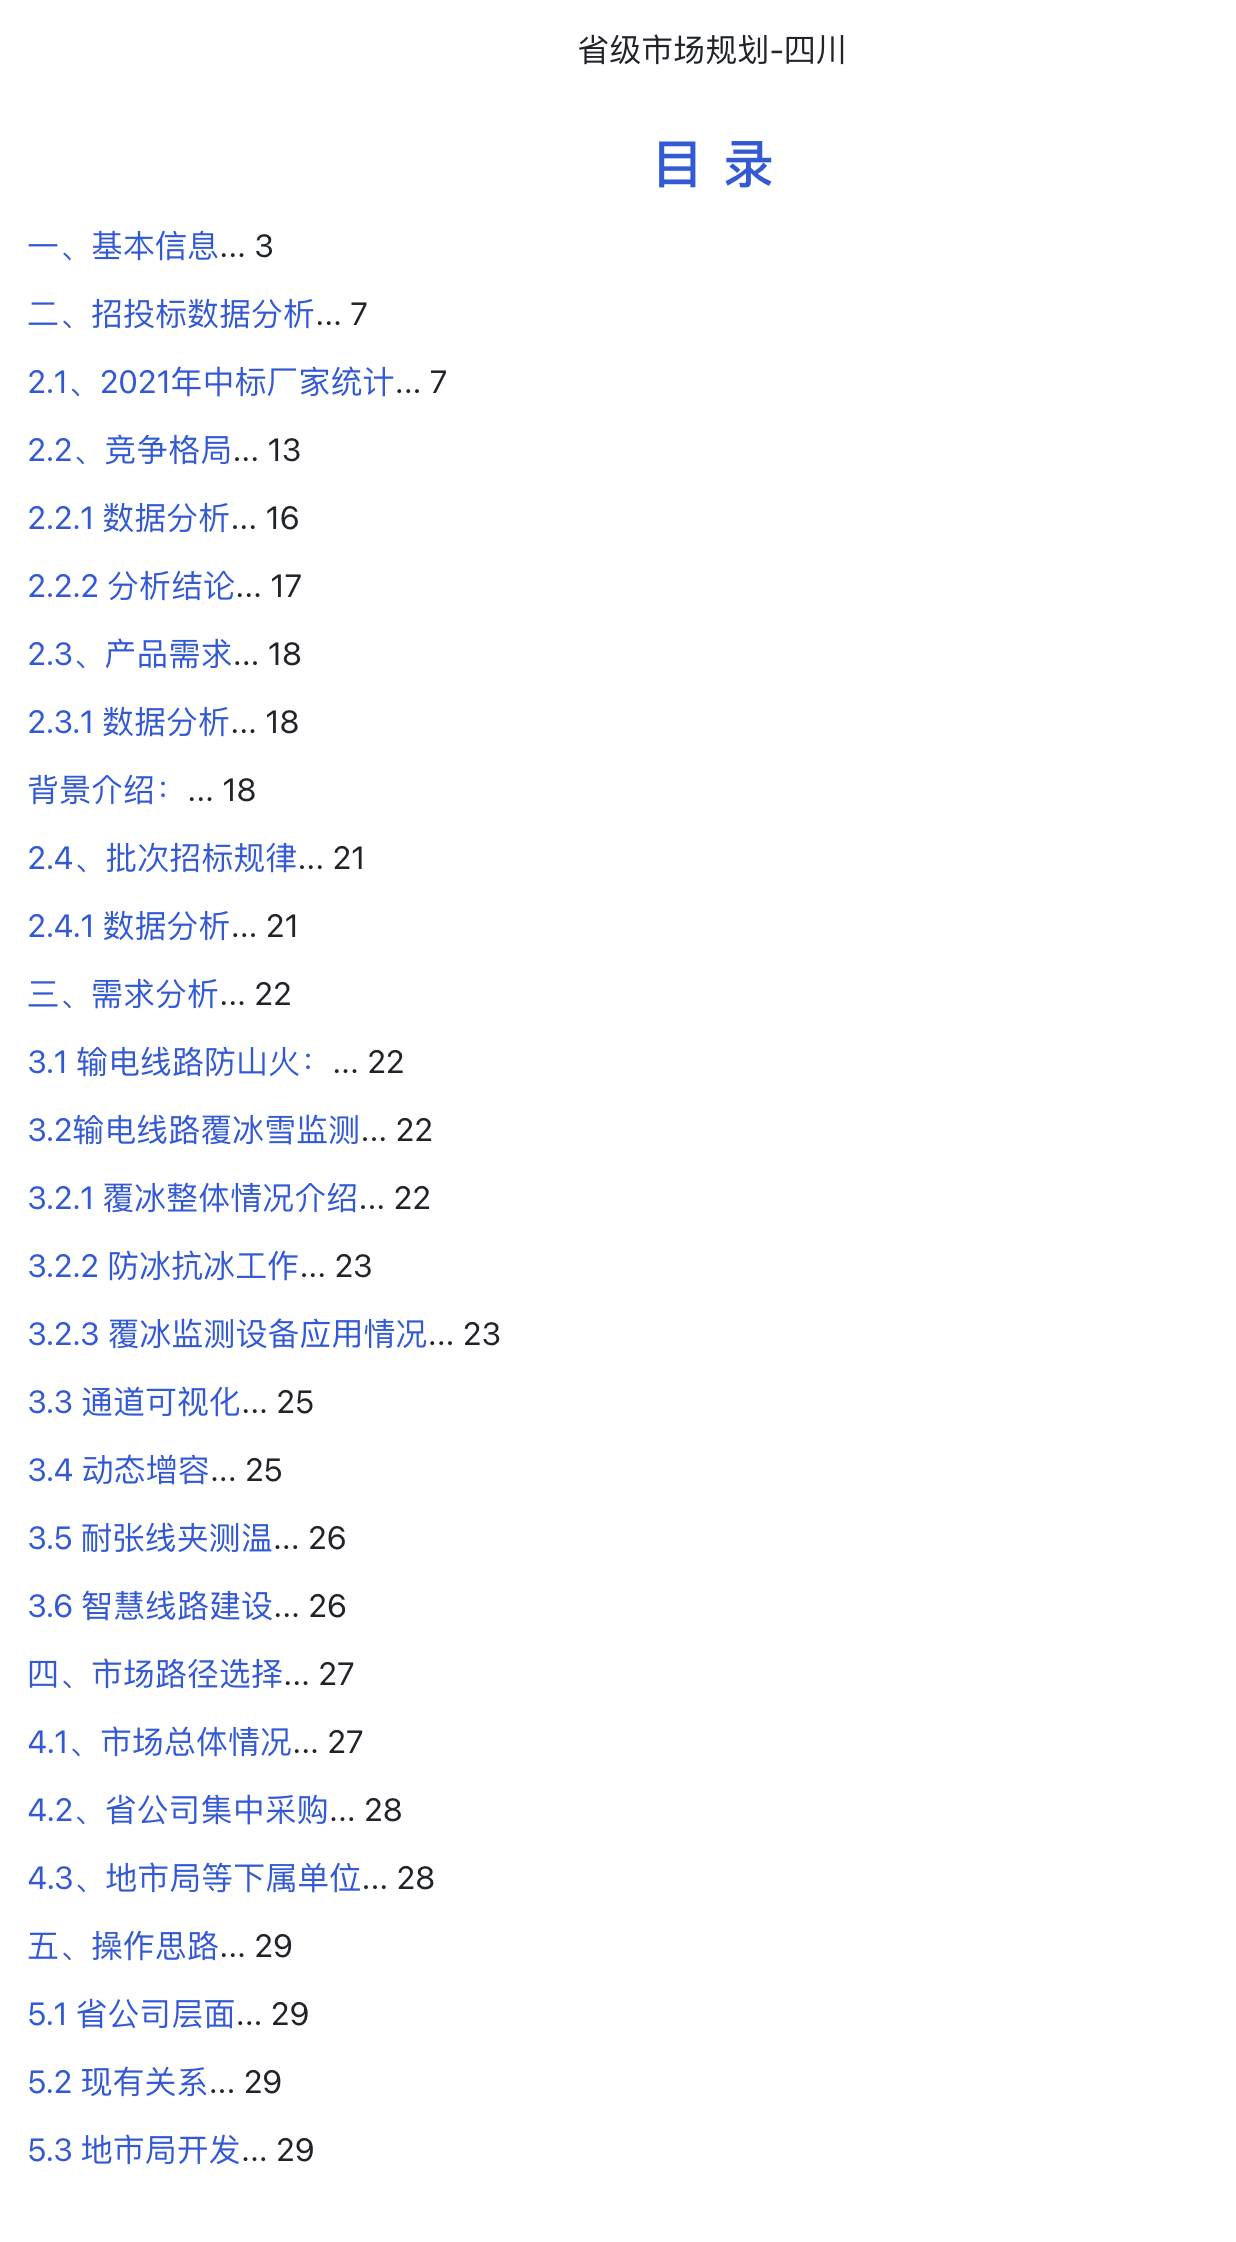 省级市场规划-四川
目 录
一、基本信息... 3
二、招投标数据分析... 7
2.1、2021年中标厂家统计... 7
2.2、竞争格局... 13
2.2.1 数据分析... 16
2.2.2 分析结论... 17
2.3、产品需求... 18
2.3.1 数据分析... 18
背景介绍：... 18
2.4、批次招标规律... 21
2.4.1 数据分析... 21
三、需求分析... 22
3.1 输电线路防山火：... 22
3.2输电线路覆冰雪监测... 22
3.2.1 覆冰整体情况介绍... 22
3.2.2 防冰抗冰工作... 23
3.2.3 覆冰监测设备应用情况... 23
3.3 通道可视化... 25
3.4 动态增容... 25
3.5 耐张线夹测温... 26
3.6 智慧线路建设... 26
四、市场路径选择... 27
4.1、市场总体情况... 27
4.2、省公司集中采购... 28
4.3、地市局等下属单位... 28
五、操作思路... 29
5.1 省公司层面... 29
5.2 现有关系... 29
5.3 地市局开发... 29